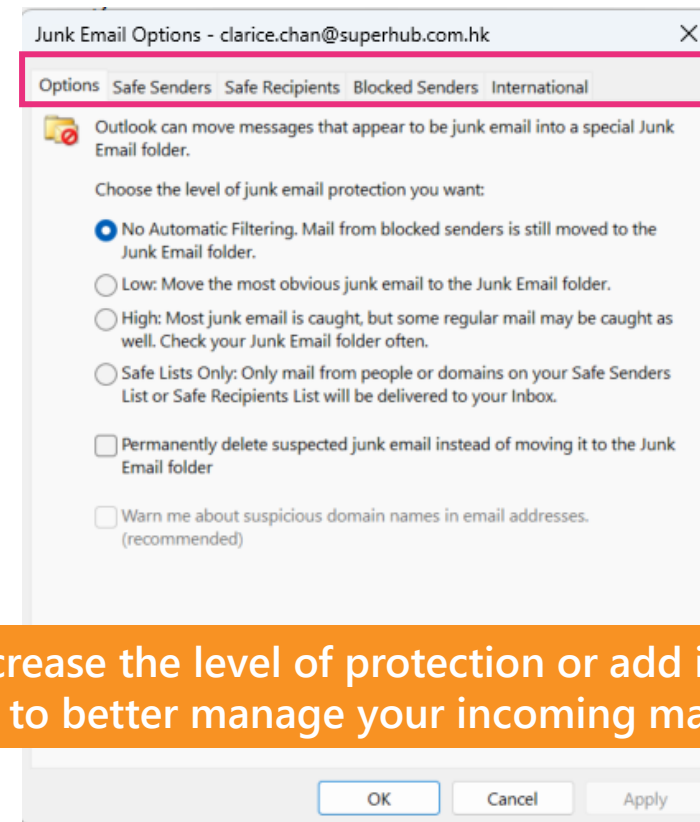 Junk Email Options - clarice.chan@superhub.com.hk
Options Safe Senders Safe Recipients Blocked Senders International
Outlook can move messages that appear to be junk email into a special Junk
Email folder.
Choose the level of junk email protection you want:
No Automatic Filtering. Mail from blocked senders is still moved to the
Junk Email folder.
Low: Move the most obvious junk email to the Junk Email folder.
High: Most junk email is caught, but some regular mail may be caught as
well. Check your Junk Email folder often.
Safe Lists Only: Only mail from people or domains on your Safe Senders
List or Safe Recipients List will be delivered to your Inbox.
Permanently delete suspected junk email instead of moving it to the Junk
Email folder
Warn me about suspicious domain names in email addresses.
(recommended)
crease the level of protection or add i
to better manage your incoming ma
OK Cancel Apply